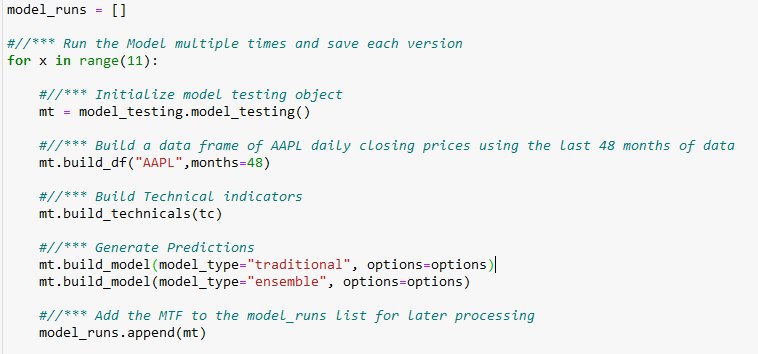 model_runs = []
#//*** Run the Model multiple times and save each version
for x in range(11):
#//*** Initialize model testing object
mt = model_testing.model_testing()
#//*** Build a data frame of AAPL daily closing prices using the last 48 months of data
mt.build_df("AAPL",months=48)
#//*** Build Technical indicators
mt.build_technicals(tc)
#//*** Generate Predictions
mt.build_model(model_type="traditional", options=options)
mt.build_model(model_type="ensemble", options=options)
#//*** Add the MTF to the model_runs list for later processing
model_runs.append(mt)